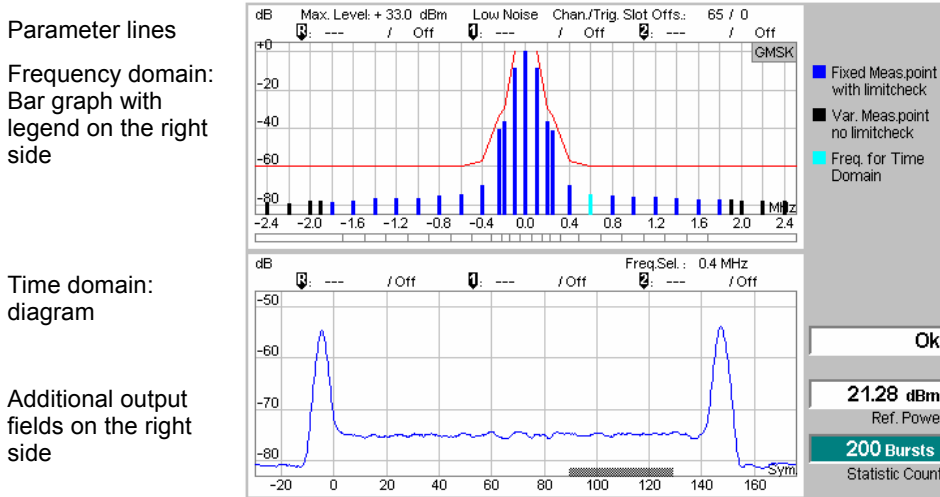 Parameter lines
Frequency domain:
Bar graph with
legend on the right
side
Time domain:
diagram
Additional output
fields on the right
side
dB Max. Level: + 33.0 dBm Low Noise Chan./Trig. Slot Offs.: 65 / 0
R: --- / Off 1: --- / Off 2: --- / Off
GMSK
+0
-20
-40
-60
-80
MHz
-2.4 -2.0 -1.6 -1.2 -0.8 -0.4 0.0 0.4 0.8 1.2 1.6 2.0 2.4
Fixed Meas.point
with limitcheck
Var. Meas.point
no limitcheck
Freq. for Time
Domain
dB Freq.Sel. : 0.4 MHz
R: --- / Off 1: --- / Off 2: --- / Off
-50
-60
-70
-80
Sym.
-20 0 20 40 60 80 100 120 140 160
Ok
21.28 dBm
Ref. Powe
200 Bursts
Statistic Count